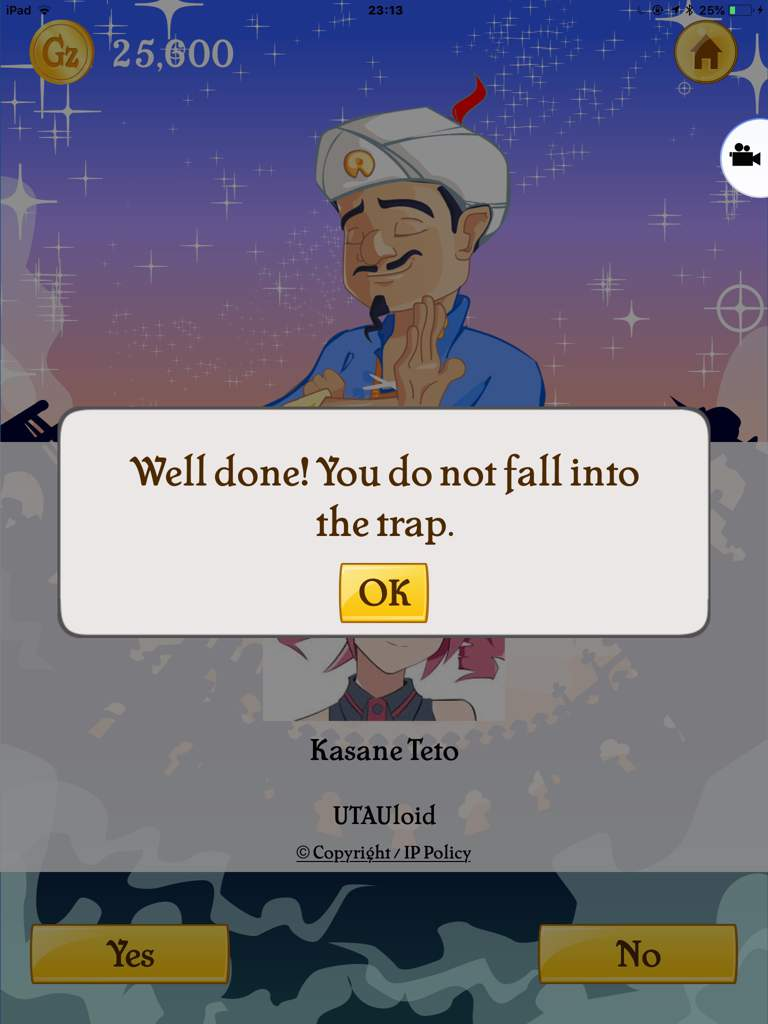 iPad 23:13 25%
Gz 25,600
Well done! You do not fall into
the trap.
OK
Kasane Teto
UTAUloid
© Copyright / IP Policy
Yes No